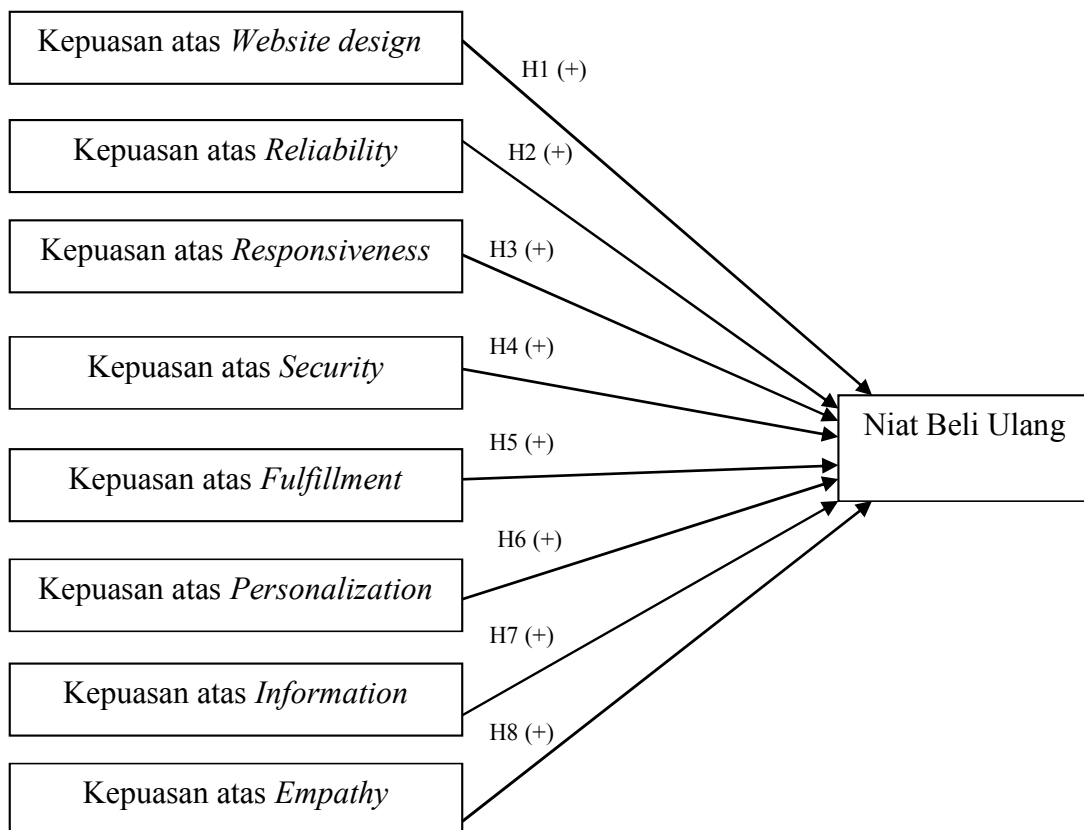 Kepuasan atas Website design
H1 (+)
Kepuasan atas Reliability
H2 (+)
Kepuasan atas Responsiveness
H3 (+)
Kepuasan atas Security
H4 (+)
Niat Beli Ulang
Kepuasan atas Fulfillment
H5 (+)
Kepuasan atas Personalization
H6 (+)
Kepuasan atas Information
H7 (+)
Kepuasan atas Empathy
H8 (+)